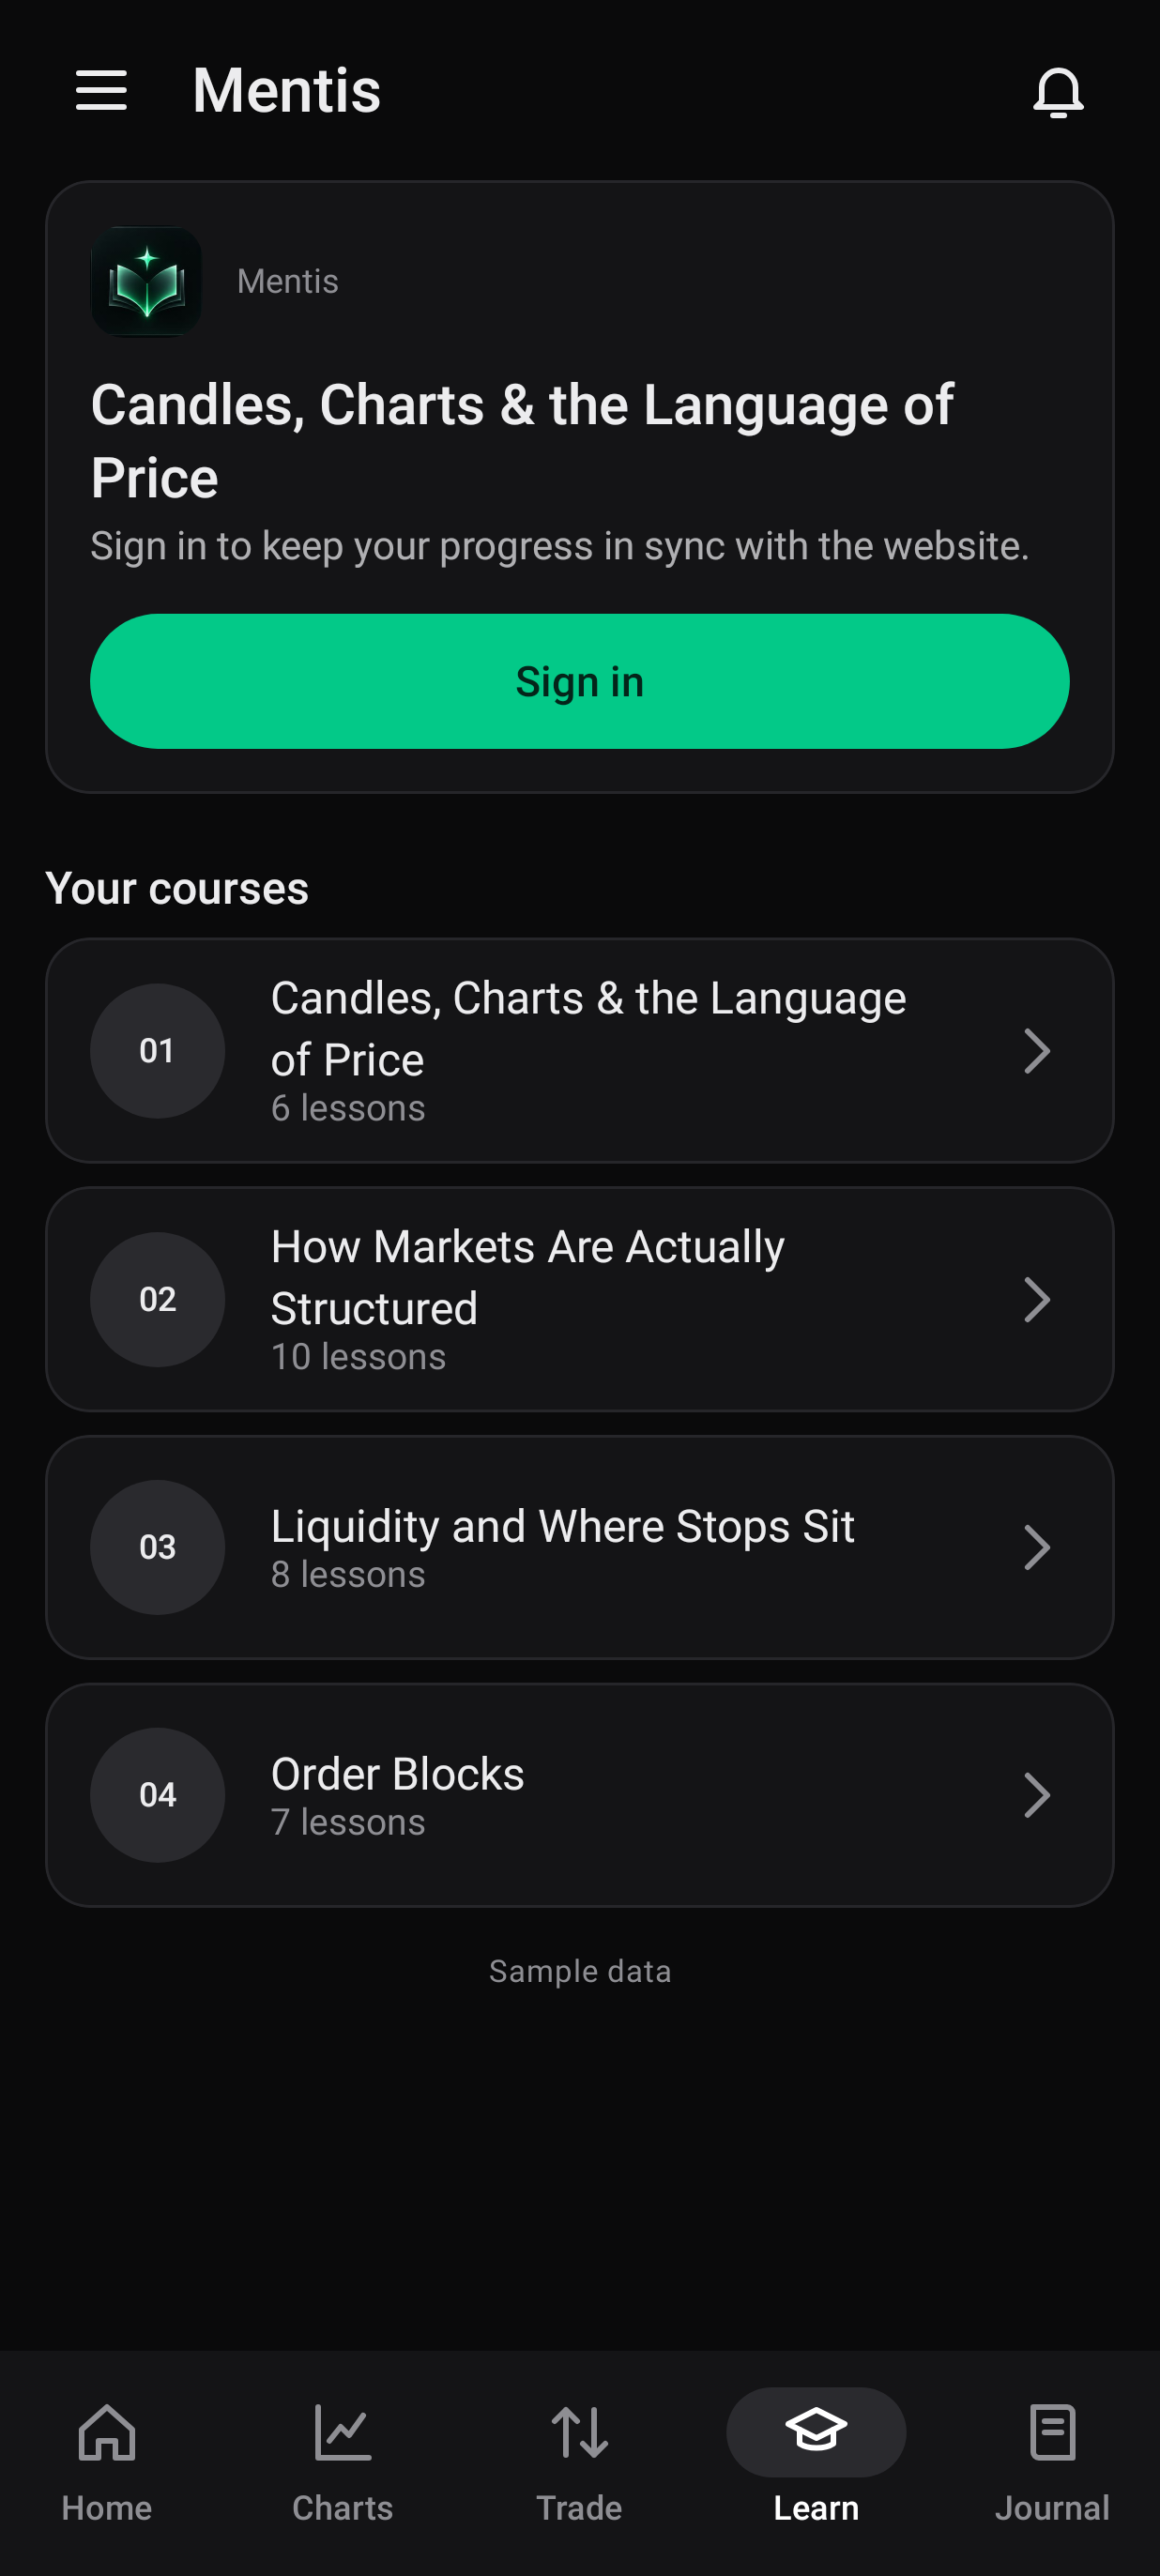 Mentis
Mentis
Candles, Charts & the Language of
Price
Sign in to keep your progress in sync with the website.
Sign in
Your courses
01
Candles, Charts & the Language
of Price
6 lessons
02
How Markets Are Actually
Structured
10 lessons
03
Liquidity and Where Stops Sit
8 lessons
04
Order Blocks
7 lessons
Sample data
Home
Charts
Trade
Learn
Journal